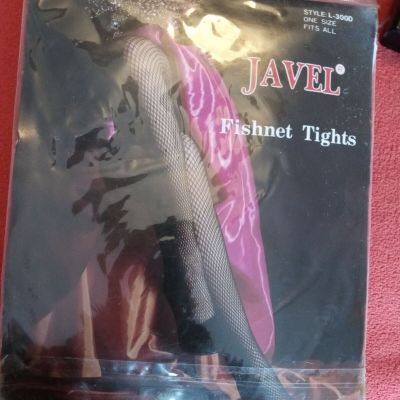 STYLE: L-300D
ONE SIZE
FITS ALL
JAVEL®
Fishnet Tights